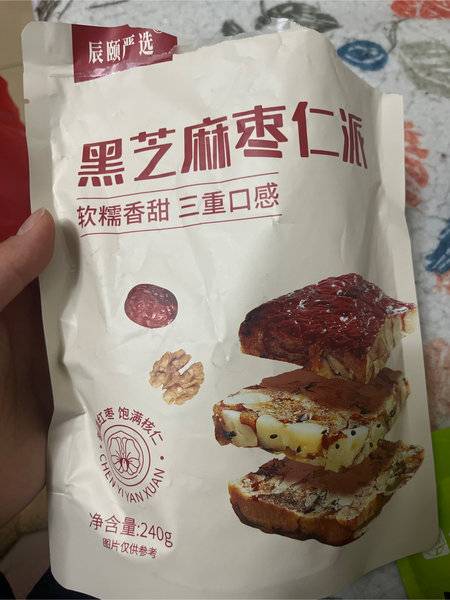 辰颐严选
黑芝麻枣仁派
软糯香甜 三重口感
红枣 饱满核仁
CHEN YI YAN XUAN
净含量:240g
图片仅供参考